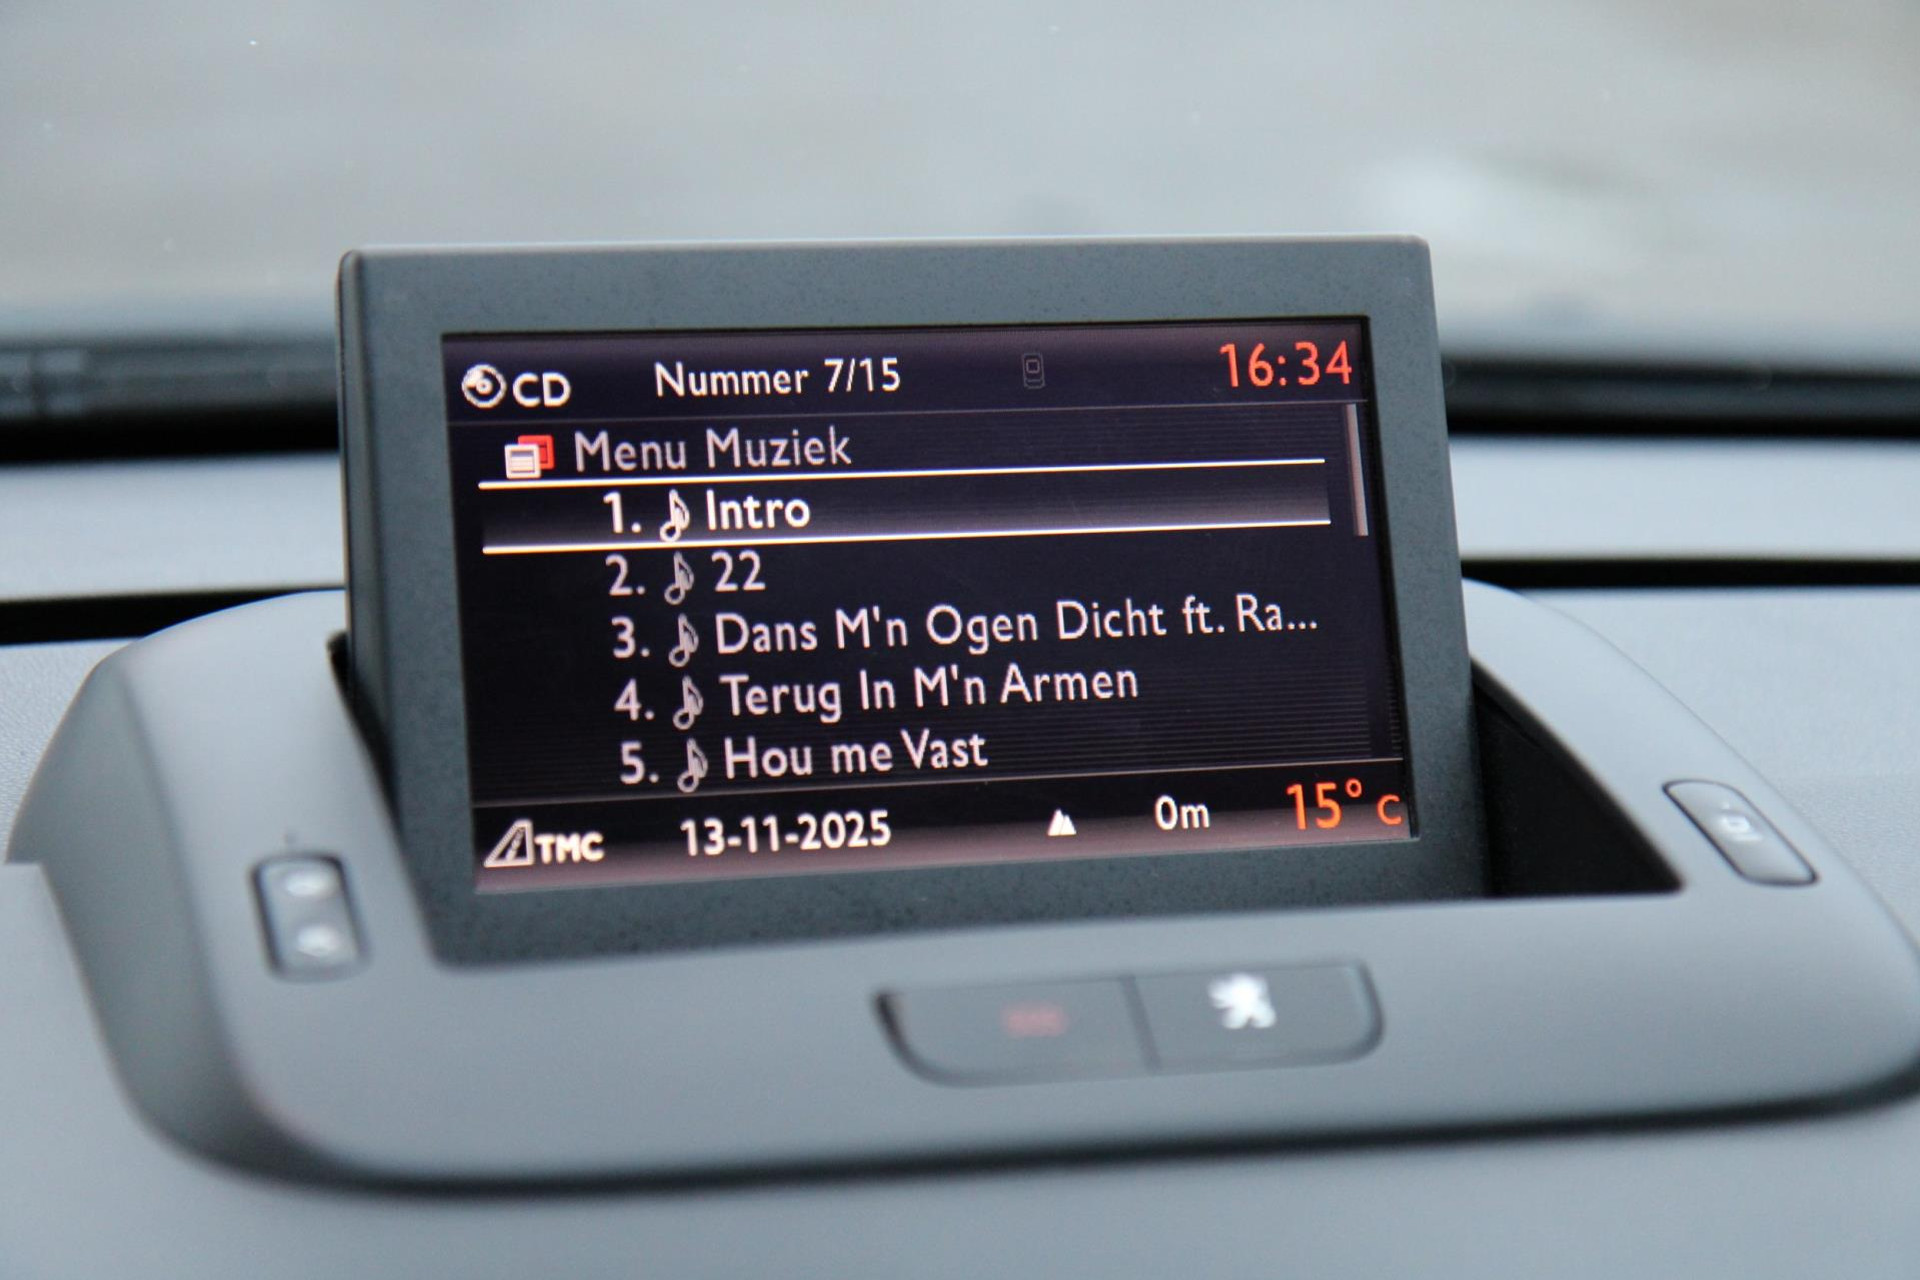 CD Nummer 7/15 16:34
Menu Muziek
1. Intro
2. 22
3. Dans M'n Ogen Dicht ft. Ra...
4. Terug In M'n Armen
5. Hou me Vast
TMC 13-11-2025 0m 15° C